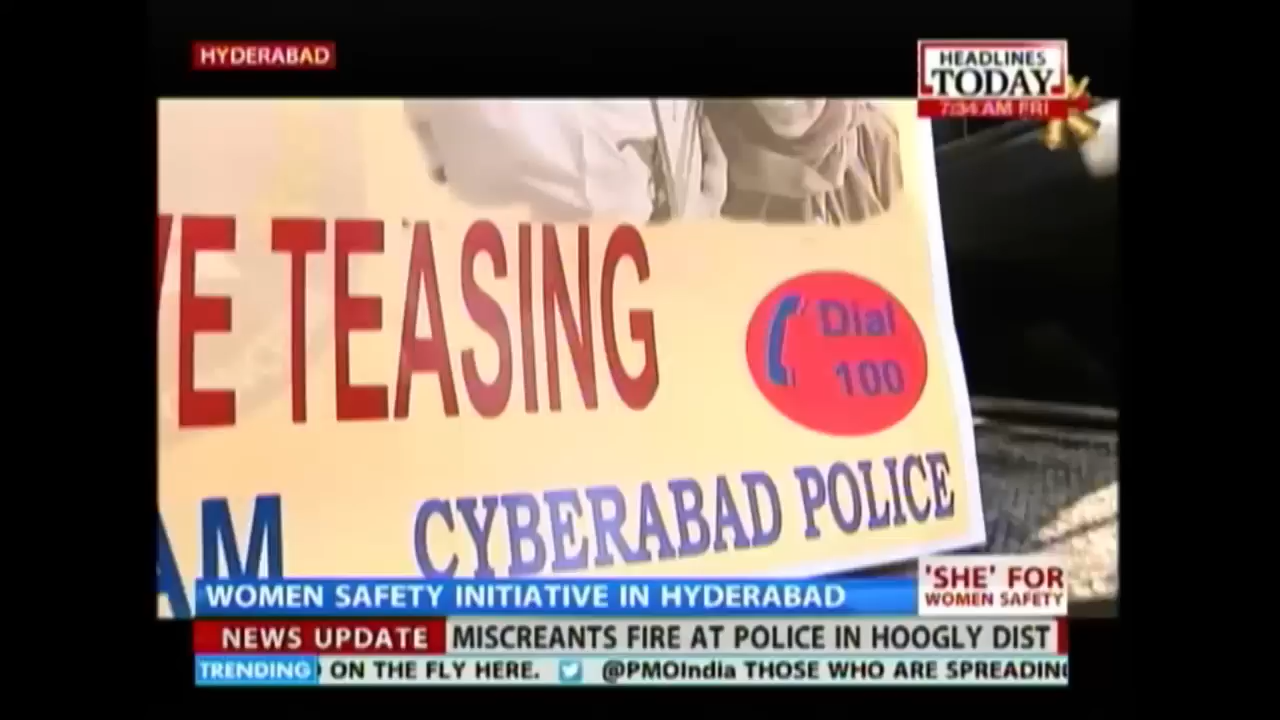 HYDERABAD
HEADLINES
TODAY
7:34 AM FRI
VE TEASING
Dial
100
AM
CYBERABAD POLICE
WOMEN SAFETY INITIATIVE IN HYDERABAD
'SHE' FOR
WOMEN SAFETY
NEWS UPDATE MISCREANTS FIRE AT POLICE IN HOOGLY DIST
TRENDING ON THE FLY HERE. @PMOIndia THOSE WHO ARE SPREADING